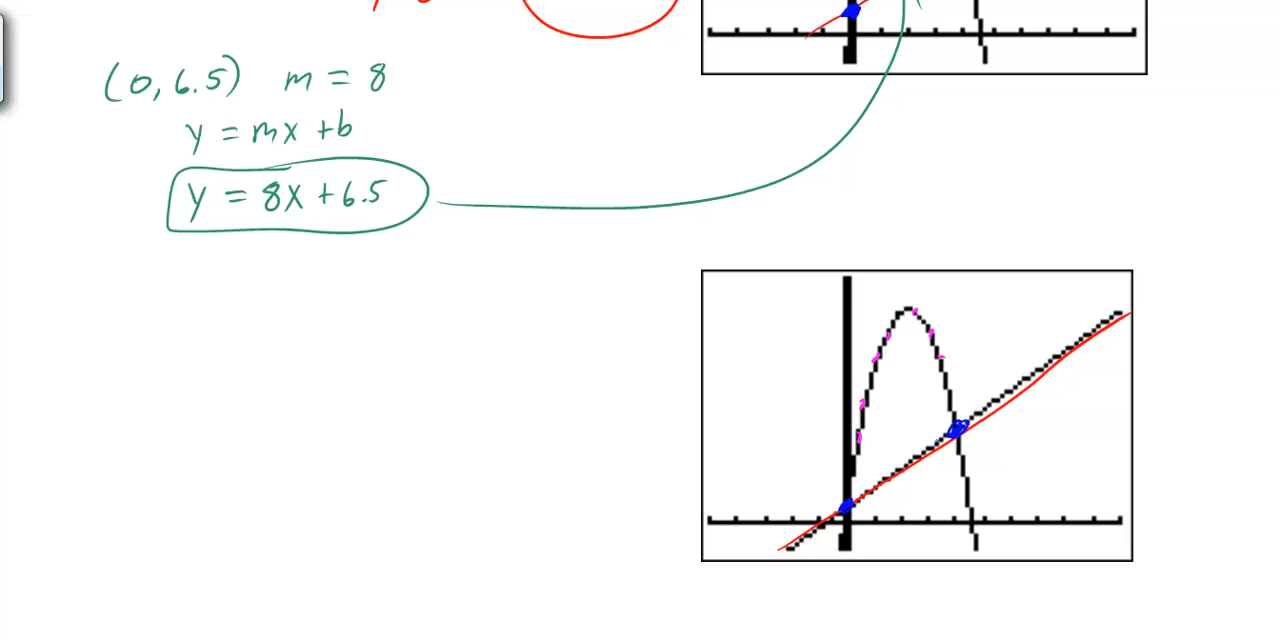 (0, 6.5) m = 8
y = mx + b
y = 8x + 6.5